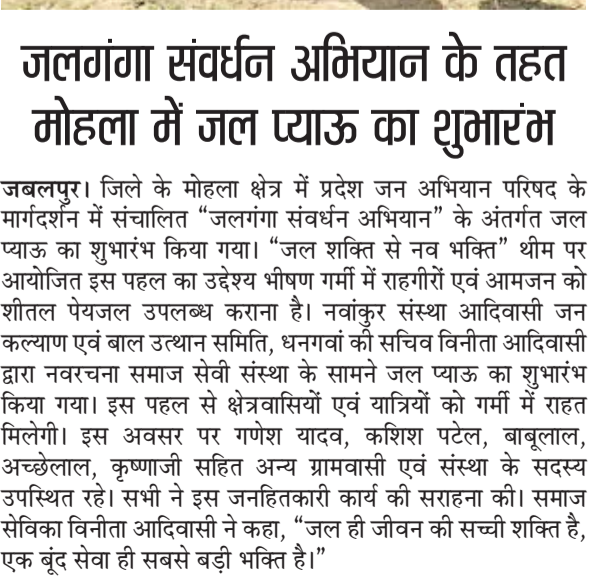 जलगंगा संवर्धन अभियान के तहत
मोहला में जल प्याऊ का शुभारंभ
जबलपुर। जिले के मोहला क्षेत्र में प्रदेश जन अभियान परिषद के
मार्गदर्शन में संचालित “जलगंगा संवर्धन अभियान” के अंतर्गत जल
प्याऊ का शुभारंभ किया गया। “जल शक्ति से नव भक्ति” थीम पर
आयोजित इस पहल का उद्देश्य भीषण गर्मी में राहगीरों एवं आमजन को
शीतल पेयजल उपलब्ध कराना है। नवांकुर संस्था आदिवासी जन
कल्याण एवं बाल उत्थान समिति, धनगवां की सचिव विनीता आदिवासी
द्वारा नवरचना समाज सेवी संस्था के सामने जल प्याऊ का शुभारंभ
किया गया। इस पहल से क्षेत्रवासियों एवं यात्रियों को गर्मी में राहत
मिलेगी। इस अवसर पर गणेश यादव, कशिश पटेल, बाबूलाल,
अच्छेलाल, कृष्णाजी सहित अन्य ग्रामवासी एवं संस्था के सदस्य
उपस्थित रहे। सभी ने इस जनहितकारी कार्य की सराहना की। समाज
सेविका विनीता आदिवासी ने कहा, “जल ही जीवन की सच्ची शक्ति है,
एक बूंद सेवा ही सबसे बड़ी भक्ति है।”